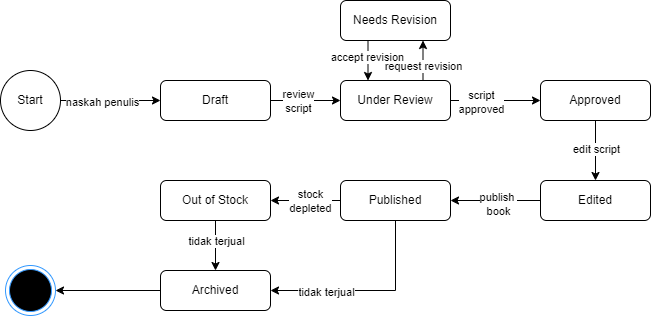 Needs Revision
accept revision
request revision
Start
naskah penulis
Draft
review
script
Under Review
script
approved
Approved
edit script
Out of Stock
stock
depleted
Published
publish
book
Edited
tidak terjual
Archived
tidak terjual